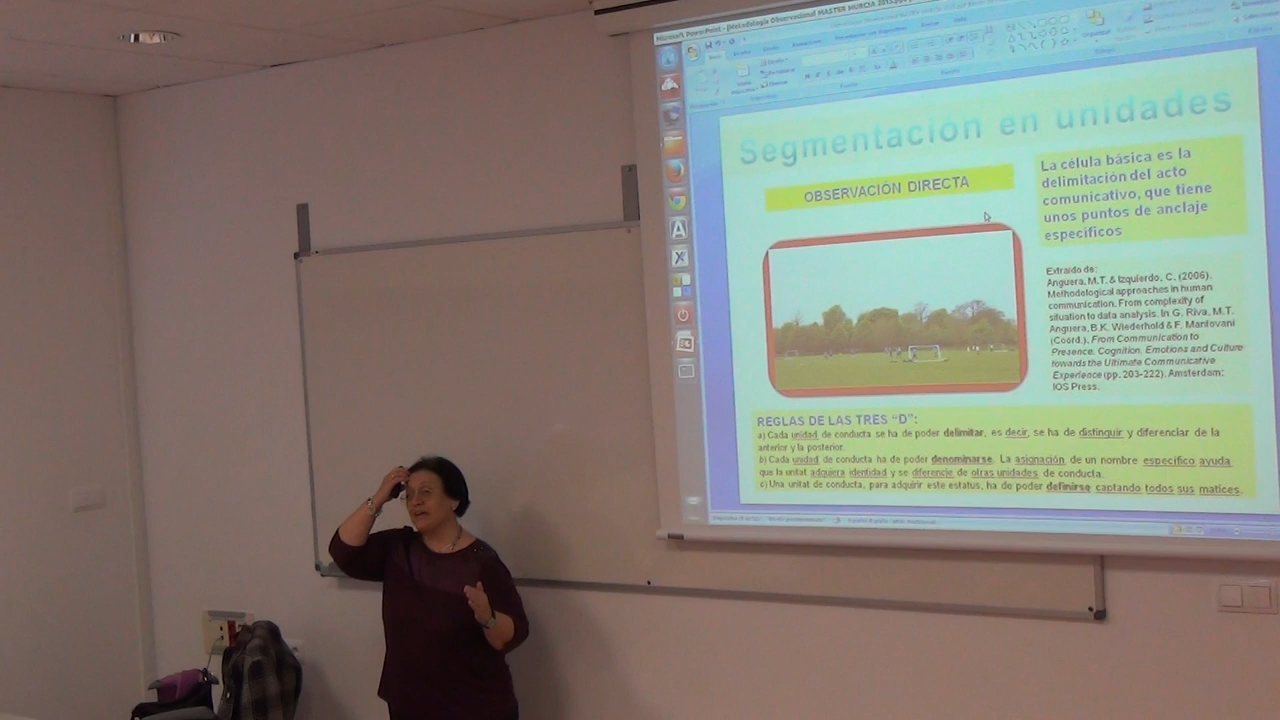 Microsoft PowerPoint - [Metodología Observacional MASTER MURCIA
Segmentación en unidades
OBSERVACIÓN DIRECTA
La célula básica es la
delimitación del acto
comunicativo, que tiene
unos puntos de anclaje
específicos
Extraído de:
Anguera, M.T. & Izquierdo, C. (2006).
Methodological approaches in human
communication. From complexity of
situation to data analysis. In G. Riva, M.T.
Anguera, B.K. Wiederhold & F. Mantovani
(Coord.), From Communication to
Presence. Cognition, Emotions and Culture
towards the Ultimate Communicative
Experience (pp. 203-222). Amsterdam:
IOS Press.
REGLAS DE LAS TRES “D”:
a) Cada unidad de conducta se ha de poder delimitar, es decir, se ha de distinguir y diferenciar de la
anterior y la posterior.
b) Cada unidad de conducta ha de poder denominarse. La asignación de un nombre específico ayuda
que la unitat adquiera identidad y se diferencie de otras unidades de conducta.
c) Una unitat de conducta, para adquirir este estatus, ha de poder definirse captando todos sus matices.